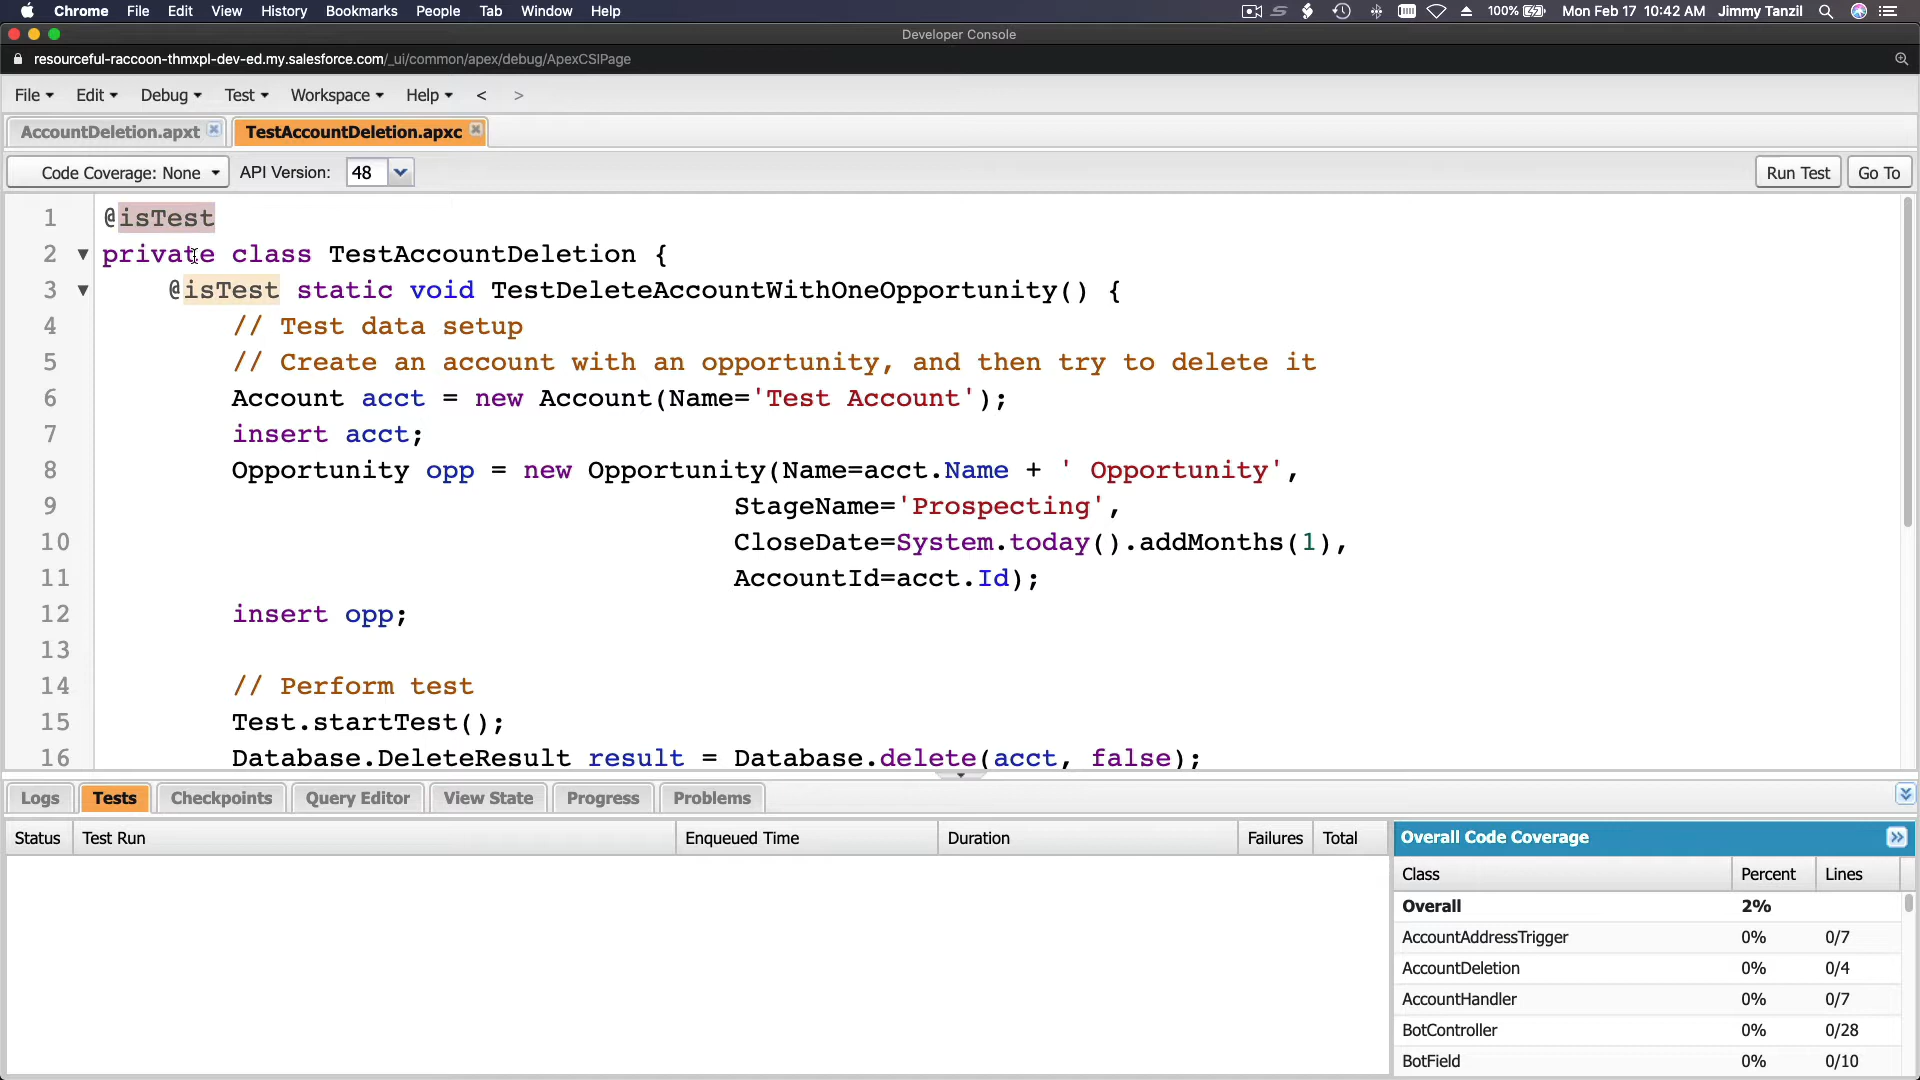 Chrome File Edit View History Bookmarks People Tab Window Help 100% Mon Feb 17 10:42 AM Jimmy Tanzil
Developer Console
resourceful-raccoon-thmxpl-dev-ed.my.salesforce.com/_ui/common/apex/debug/ApexCSIPage
File Edit Debug Test Workspace Help < >
AccountDeletion.apxt TestAccountDeletion.apxc
Code Coverage: None API Version: 48 Run Test Go To
1 @isTest
2 private class TestAccountDeletion {
3 @isTest static void TestDeleteAccountWithOneOpportunity() {
4 // Test data setup
5 // Create an account with an opportunity, and then try to delete it
6 Account acct = new Account(Name='Test Account');
7 insert acct;
8 Opportunity opp = new Opportunity(Name=acct.Name + ' Opportunity',
9 StageName='Prospecting',
10 CloseDate=System.today().addMonths(1),
11 AccountId=acct.Id);
12 insert opp;
13
14 // Perform test
15 Test.startTest();
16 Database.DeleteResult result = Database.delete(acct, false);
Logs Tests Checkpoints Query Editor View State Progress Problems
Status Test Run Enqueued Time Duration Failures Total
Overall Code Coverage
Class Percent Lines
Overall 2%
AccountAddressTrigger 0% 0/7
AccountDeletion 0% 0/4
AccountHandler 0% 0/7
BotController 0% 0/28
BotField 0% 0/10